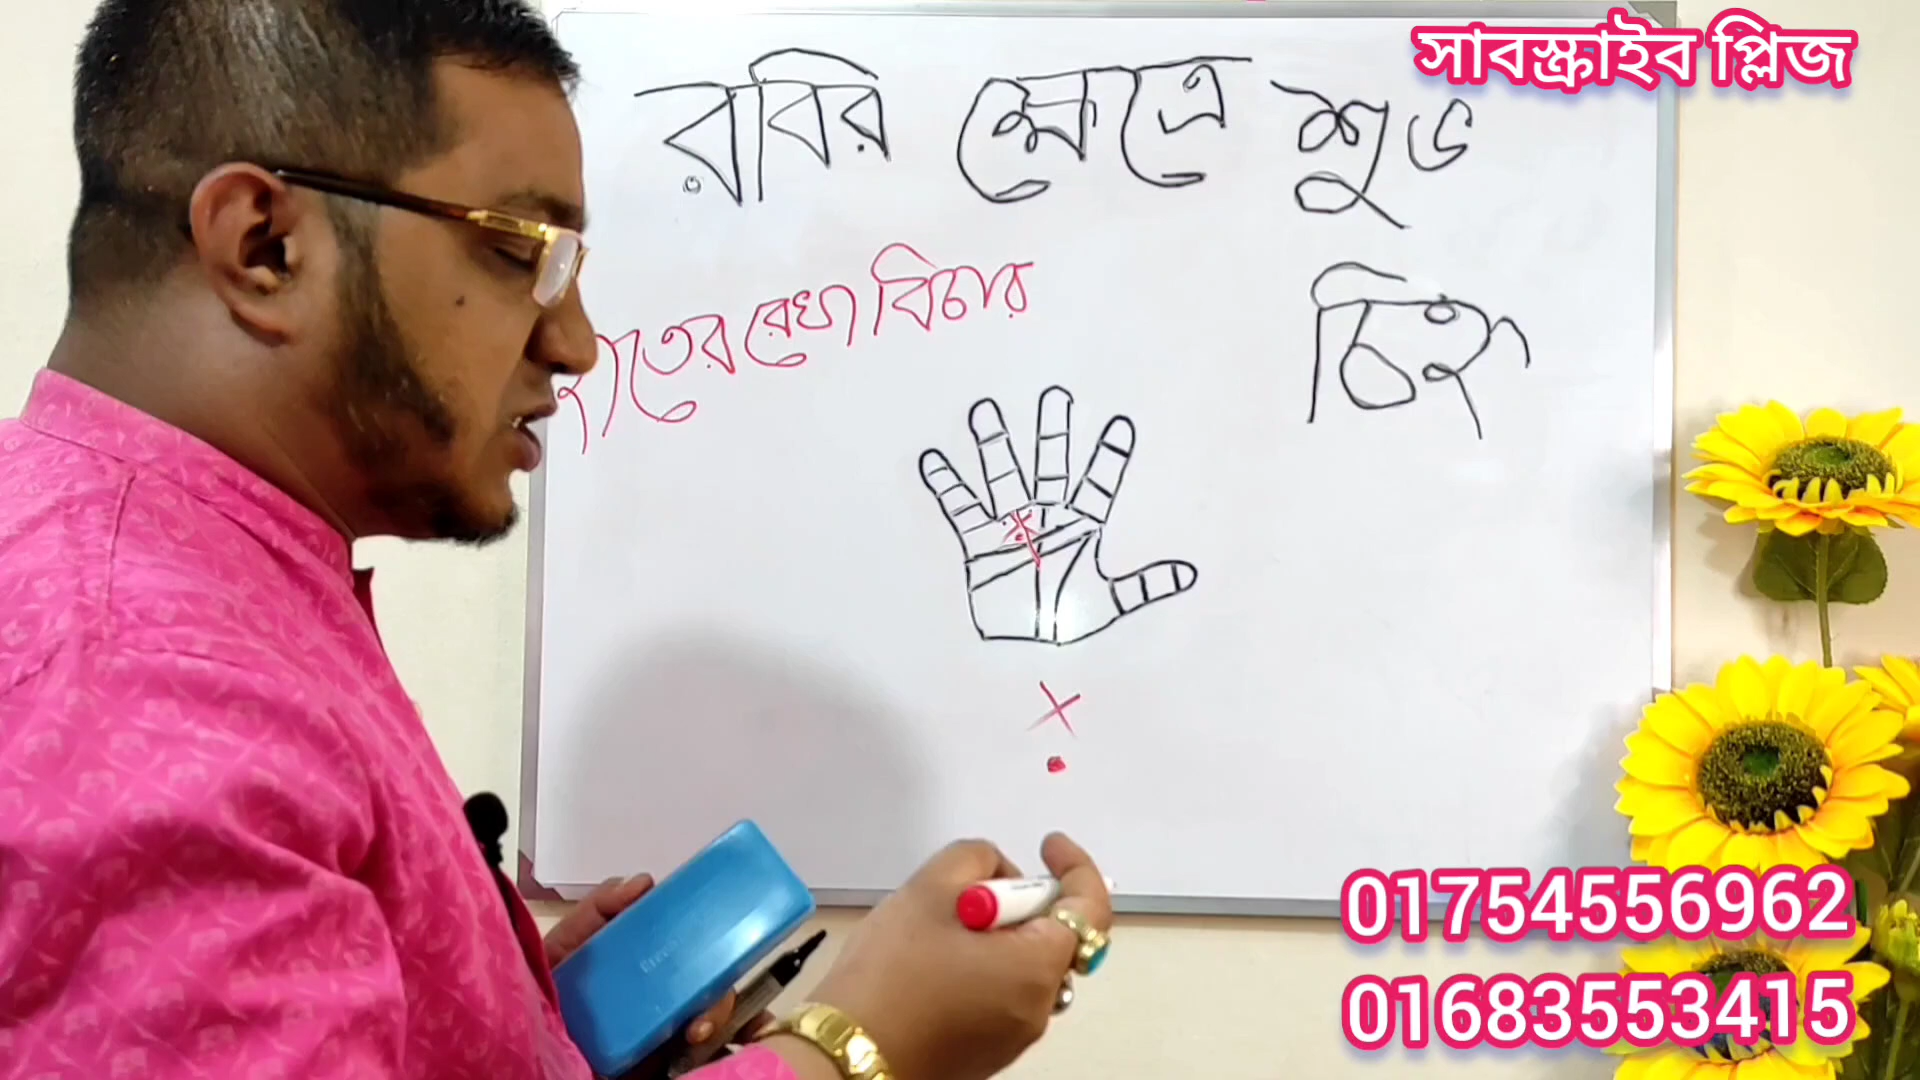 সাবস্ক্রাইব প্লিজ
রবির ক্ষেত্রে শুভ
চিহ্ন
হাতের রেখা বিচার
01754556962
01683553415